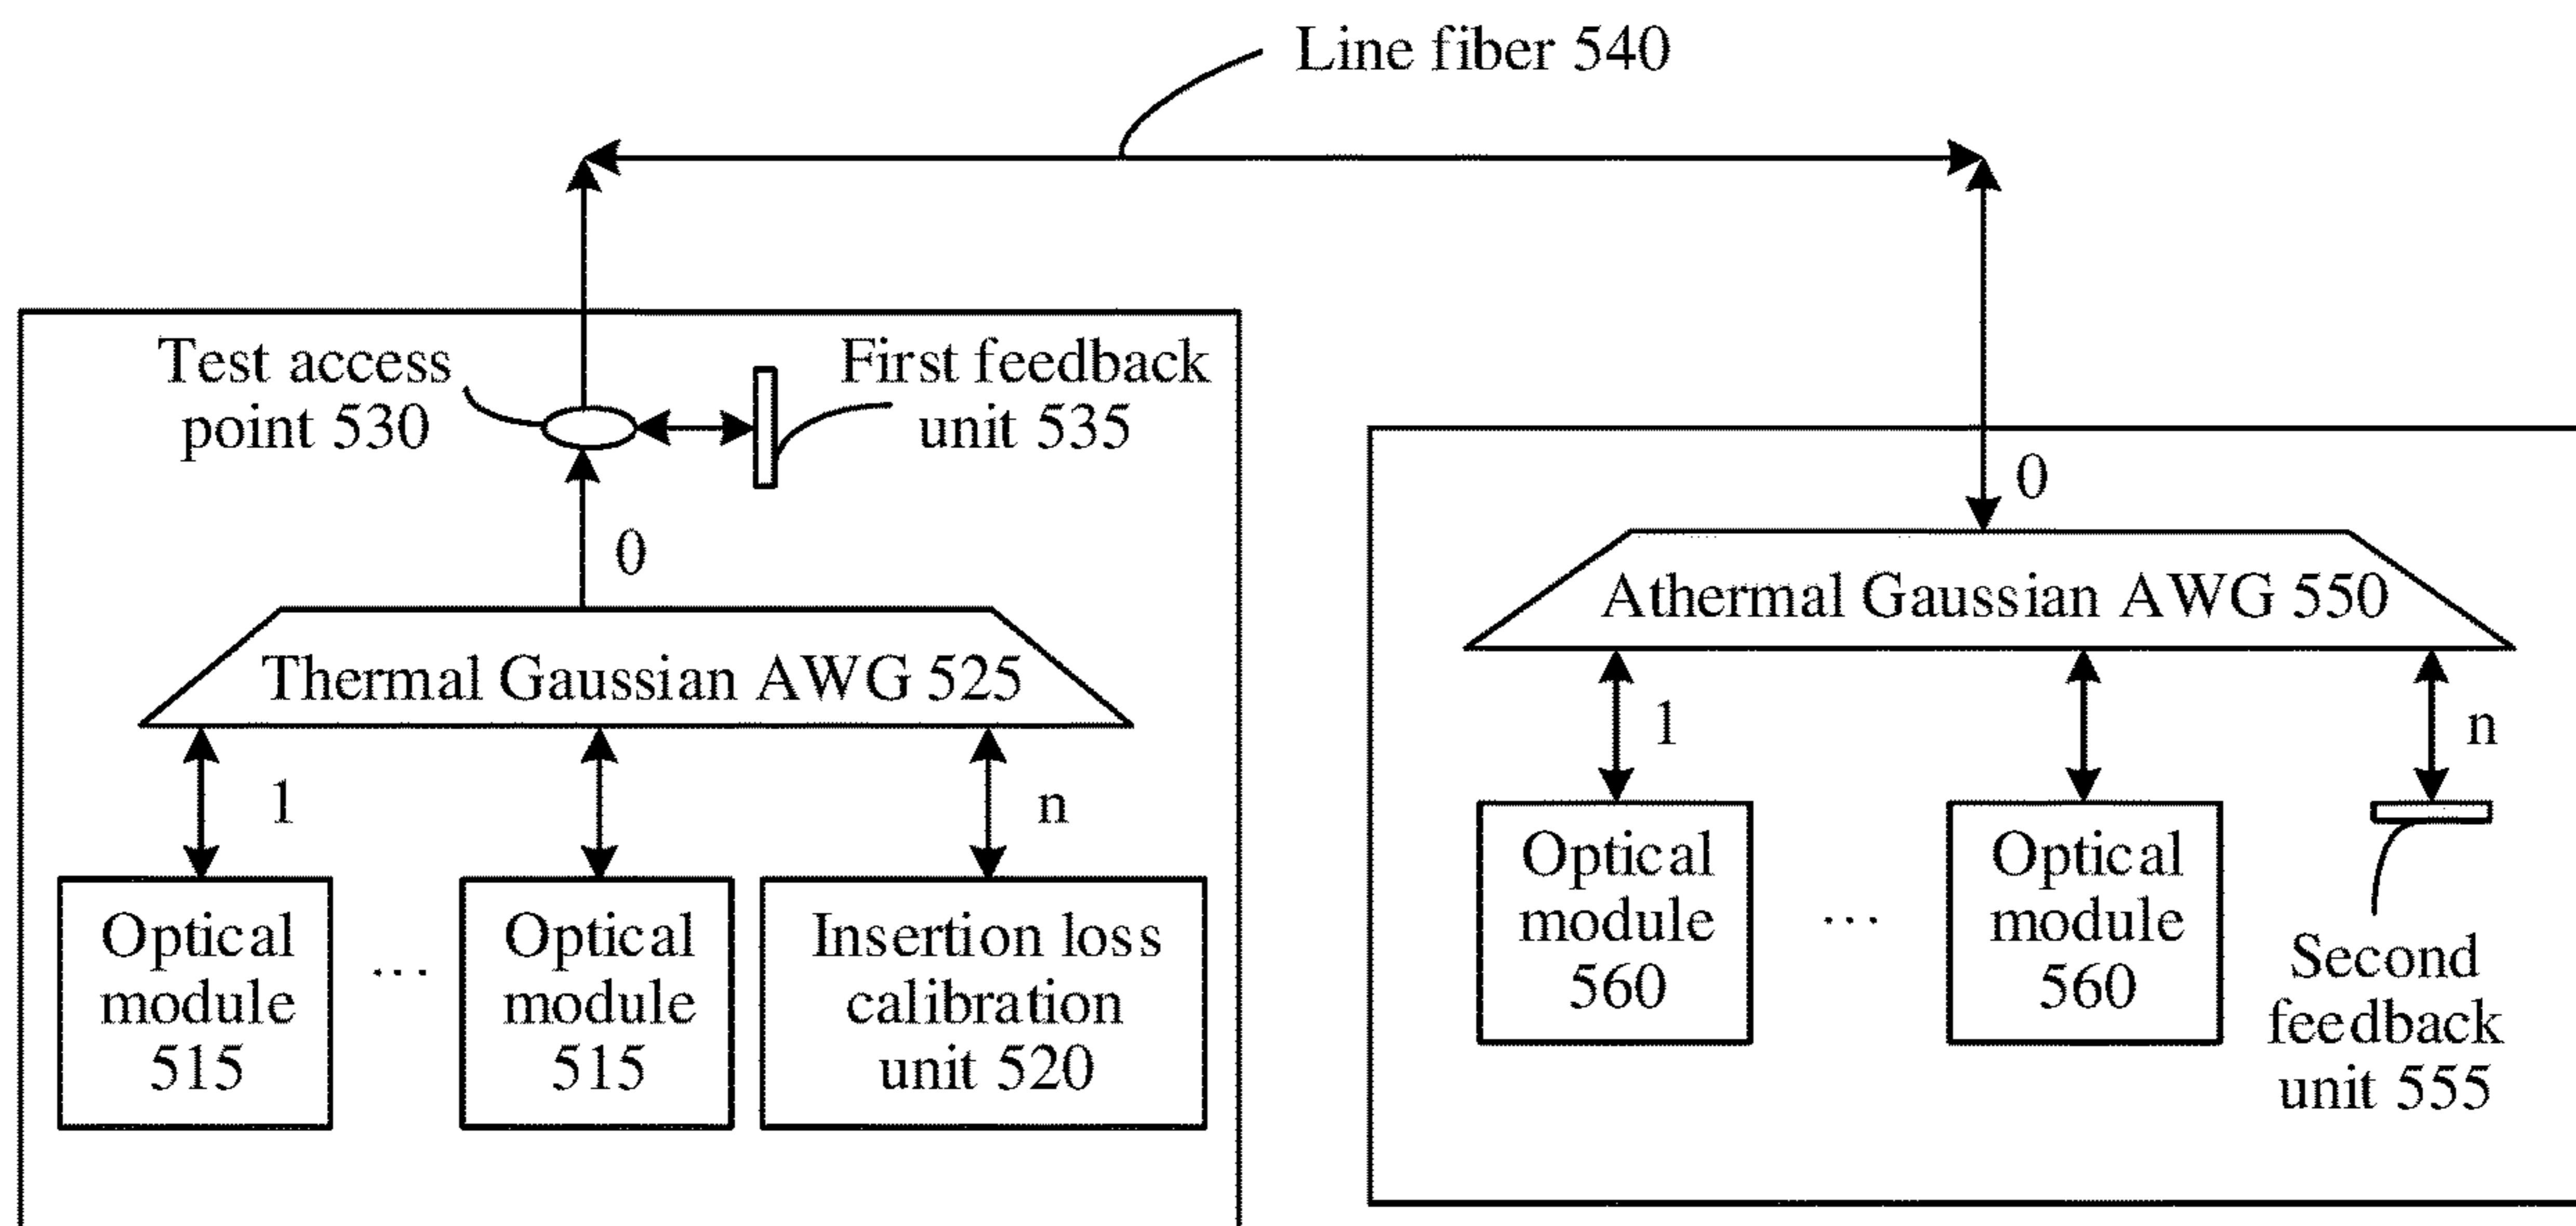 Line fiber 540
Test access
point 530
First feedback
unit 535
0
Thermal Gaussian AWG 525
1
n
Optical
module
515
...
Optical
module
515
Insertion loss
calibration
unit 520
0
Athermal Gaussian AWG 550
1
n
Optical
module
560
...
Optical
module
560
Second
feedback
unit 555